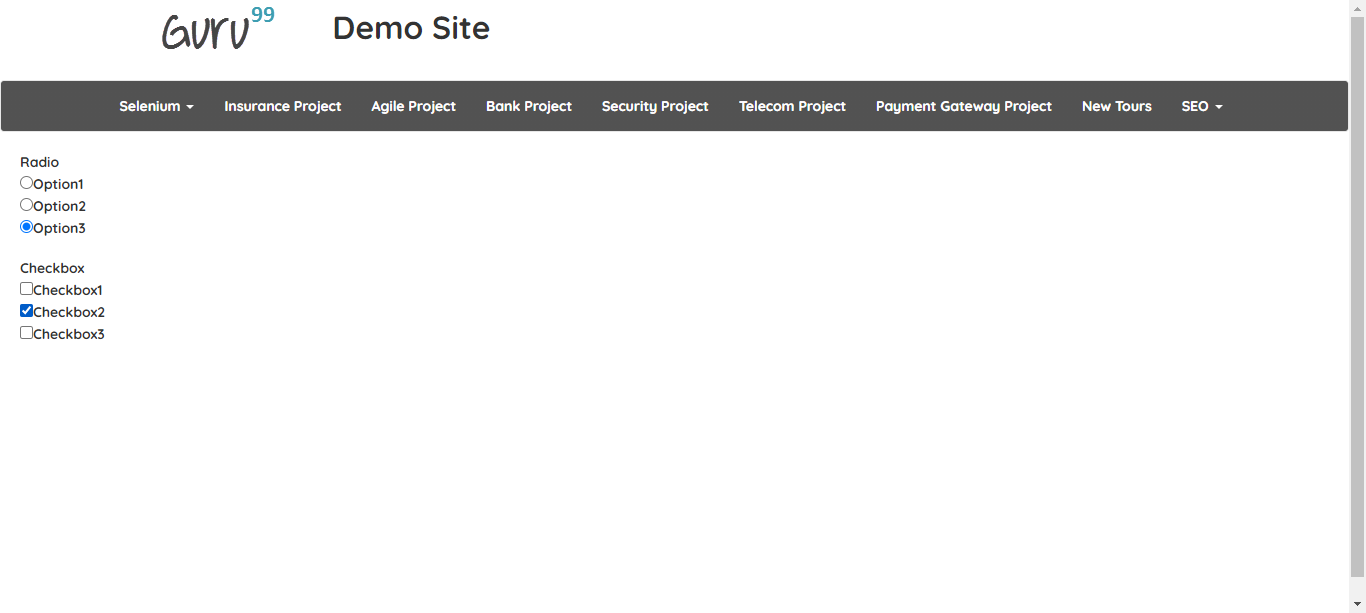 Guru99 Demo Site
Selenium Insurance Project Agile Project Bank Project Security Project Telecom Project Payment Gateway Project New Tours SEO
Radio
Option1
Option2
Option3
Checkbox
Checkbox1
Checkbox2
Checkbox3